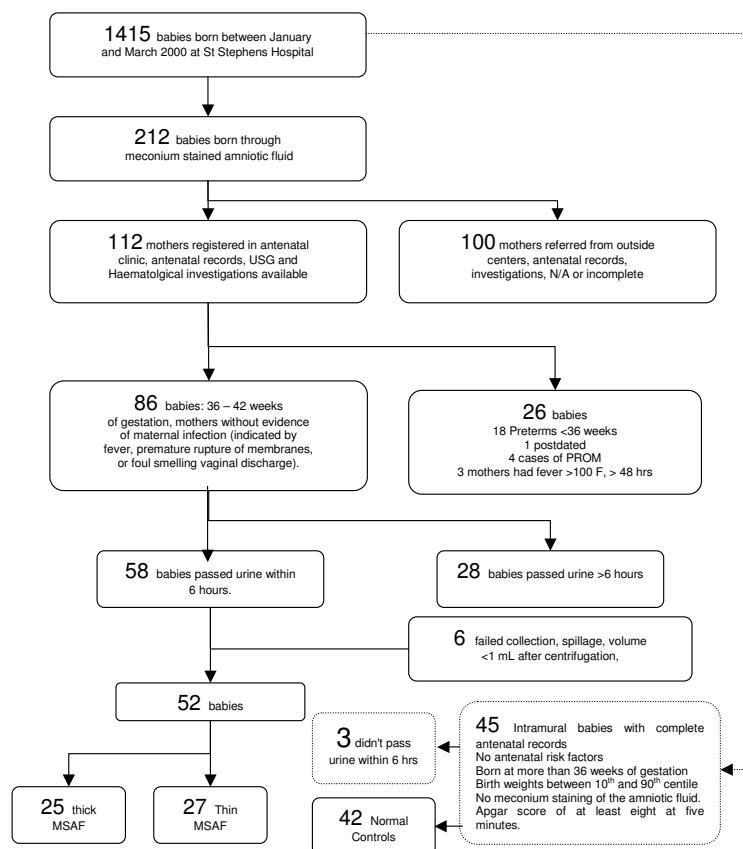 1415 babies born between January
and March 2000 at St Stephens Hospital
212 babies born through
meconium stained amniotic fluid
112 mothers registered in antenatal
clinic, antenatal records, USG and
Haematolgical investigations available
100 mothers referred from outside
centers, antenatal records,
investigations, N/A or incomplete
86 babies: 36 – 42 weeks
of gestation, mothers without evidence
of maternal infection (indicated by
fever, premature rupture of membranes,
or foul smelling vaginal discharge).
26 babies
18 Preterms <36 weeks
1 postdated
4 cases of PROM
3 mothers had fever >100 F, > 48 hrs
58 babies passed urine within
6 hours.
28 babies passed urine >6 hours
6 failed collection, spillage, volume
<1 mL after centrifugation,
52 babies
3 didn't pass
urine within 6 hrs
45 Intramural babies with complete
antenatal records
No antenatal risk factors
Born at more than 36 weeks of gestation
Birth weights between 10th and 90th centile
No meconium staining of the amniotic fluid.
Apgar score of at least eight at five
minutes.
25 thick
MSAF
27 Thin
MSAF
42 Normal
Controls